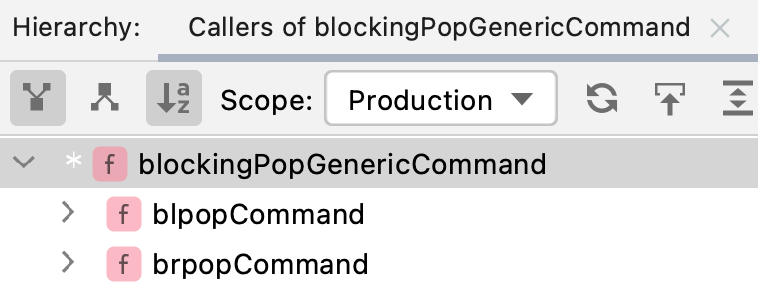 Hierarchy: Callers of blockingPopGenericCommand
Scope: Production
* f blockingPopGenericCommand
f blpopCommand
f brpopCommand